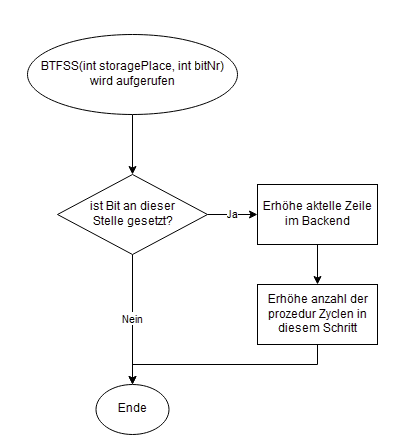 BTFSS(int storagePlace, int bitNr)
wird aufgerufen
ist Bit an dieser
Stelle gesetzt?
Ja
Erhöhe aktelle Zeile
im Backend
Erhöhe anzahl der
prozedur Zyclen in
diesem Schritt
Nein
Ende